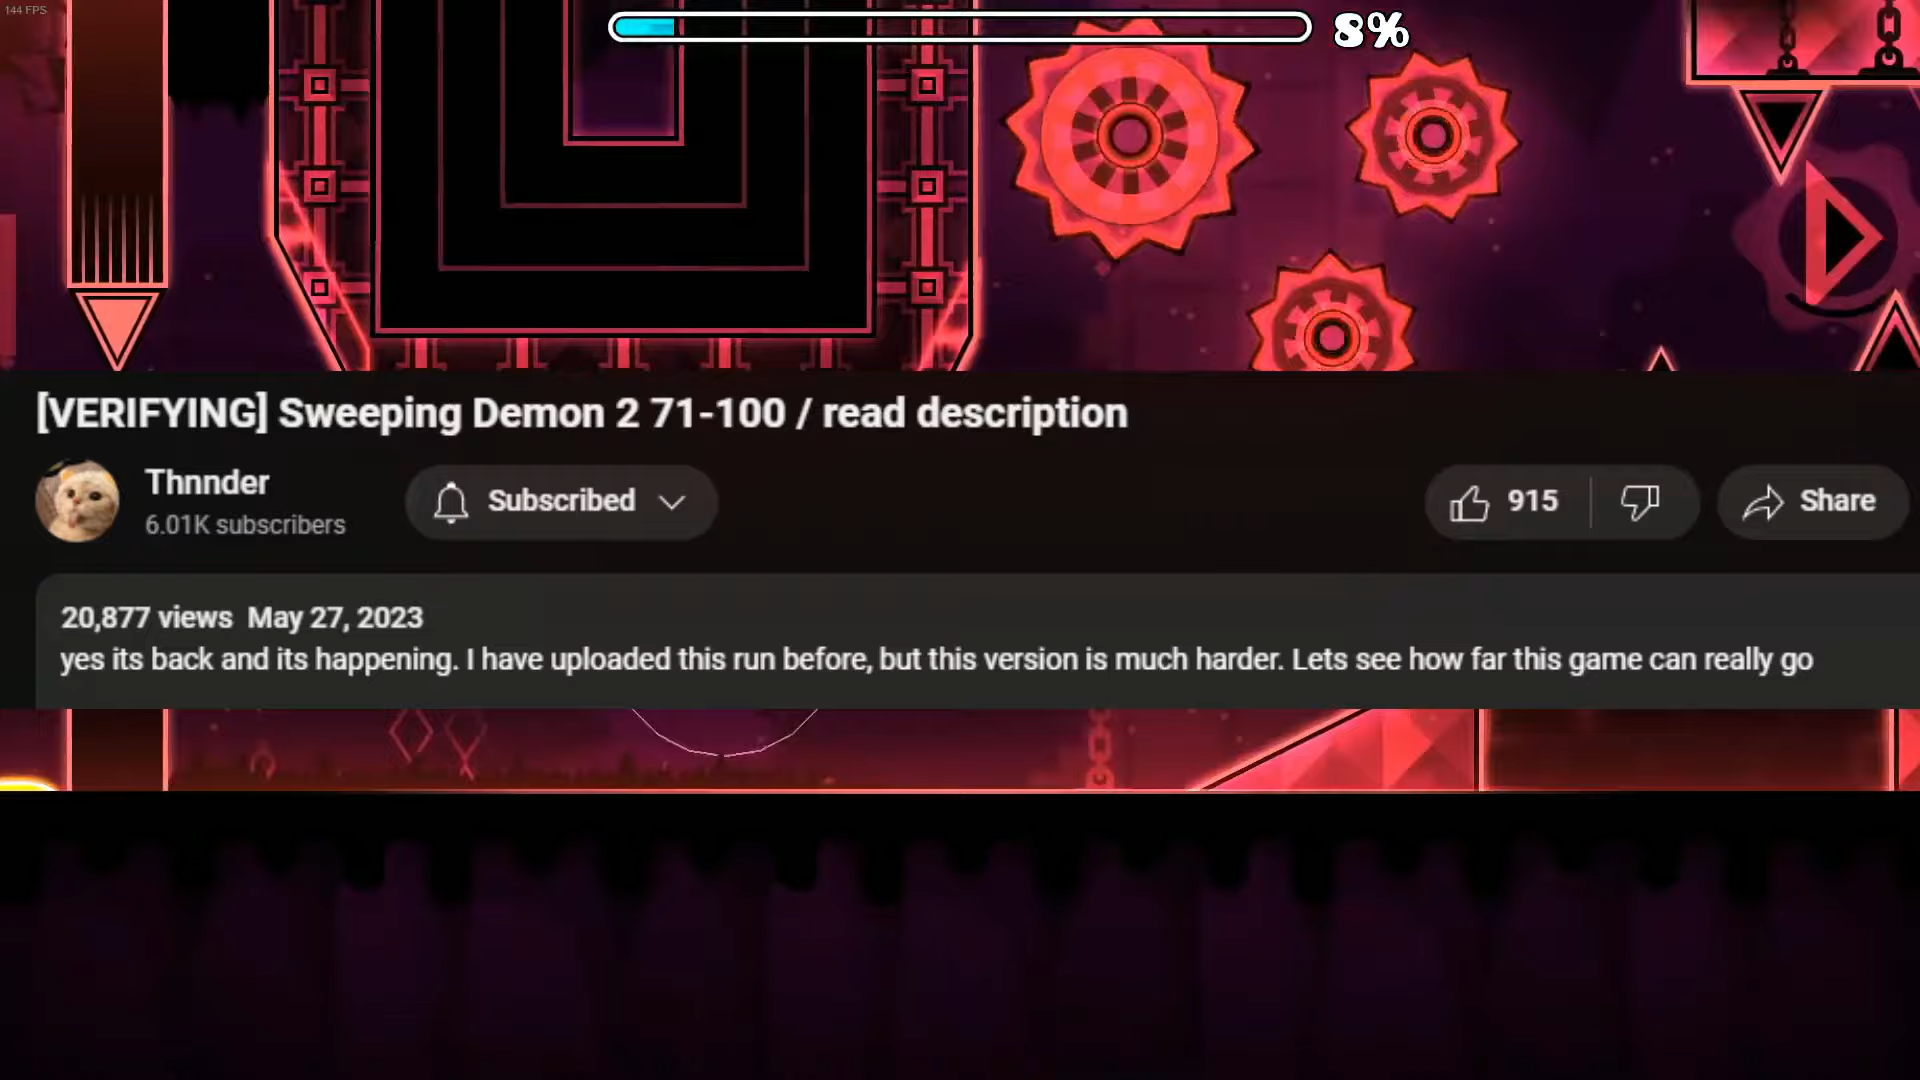 144 FPS
8%
[VERIFYING] Sweeping Demon 2 71-100 / read description
Thnnder
6.01K subscribers
Subscribed
915
Share
20,877 views May 27, 2023
yes its back and its happening. I have uploaded this run before, but this version is much harder. Lets see how far this game can really go